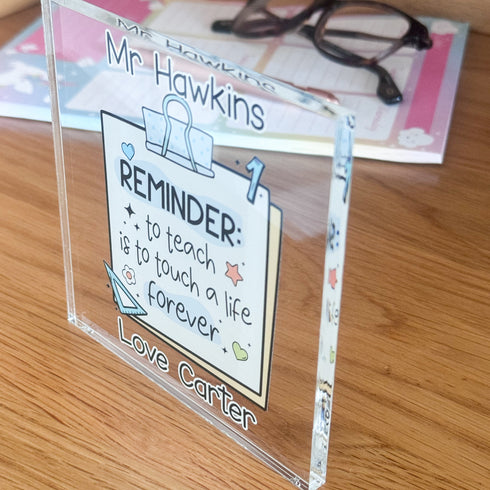 Mr Hawkins
REMINDER:
to teach
is to touch a life
forever
Love Carter